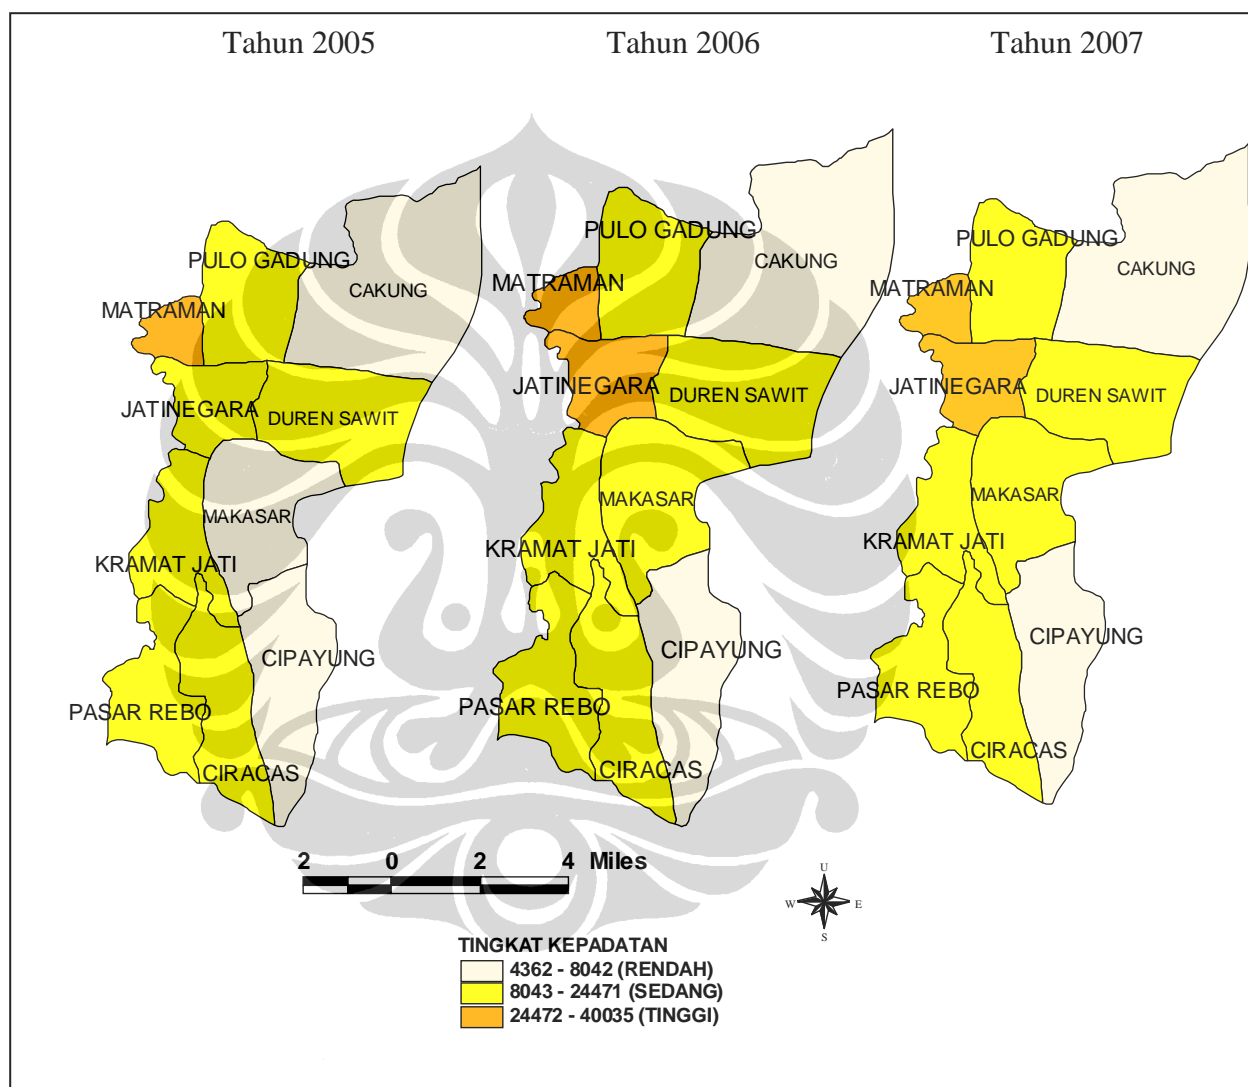 Tahun 2005
Tahun 2006
Tahun 2007
PULO GADUNG
CAKUNG
MATRAMAN
JATINEGARA
DUREN SAWIT
MAKASAR
KRAMAT JATI
CIPAYUNG
PASAR REBO
CIRACAS
PULO GADUNG
CAKUNG
MATRAMAN
JATINEGARA
DUREN SAWIT
MAKASAR
KRAMAT JATI
CIPAYUNG
PASAR REBO
CIRACAS
PULO GADUNG
CAKUNG
MATRAMAN
JATINEGARA
DUREN SAWIT
MAKASAR
KRAMAT JATI
CIPAYUNG
PASAR REBO
CIRACAS
2 0 2 4 Miles
U
W E
S
TINGKAT KEPADATAN
4362 - 8042 (RENDAH)
8043 - 24471 (SEDANG)
24472 - 40035 (TINGGI)